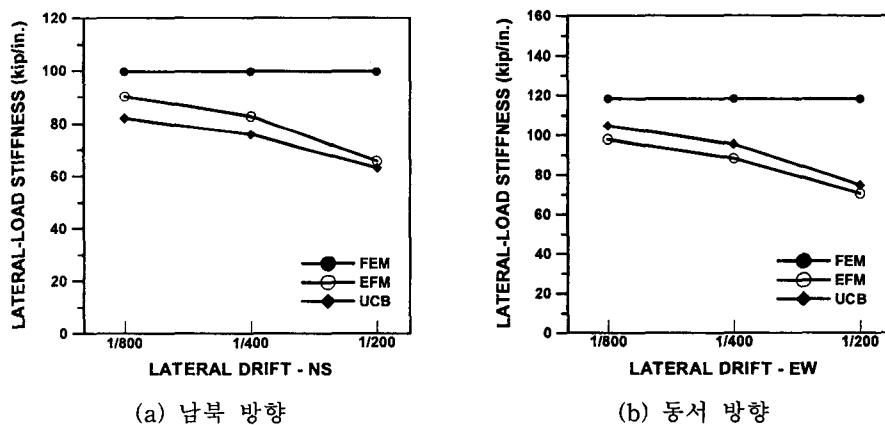 LATERAL-LOAD STIFFNESS (kip/in.)
120
100
80
60
40
20
0
FEM
EFM
UCB
1/800 1/400 1/200
LATERAL DRIFT - NS
(a) 남북 방향
LATERAL-LOAD STIFFNESS (kip/in.)
160
140
120
100
80
60
40
20
0
FEM
EFM
UCB
1/800 1/400 1/200
LATERAL DRIFT - EW
(b) 동서 방향